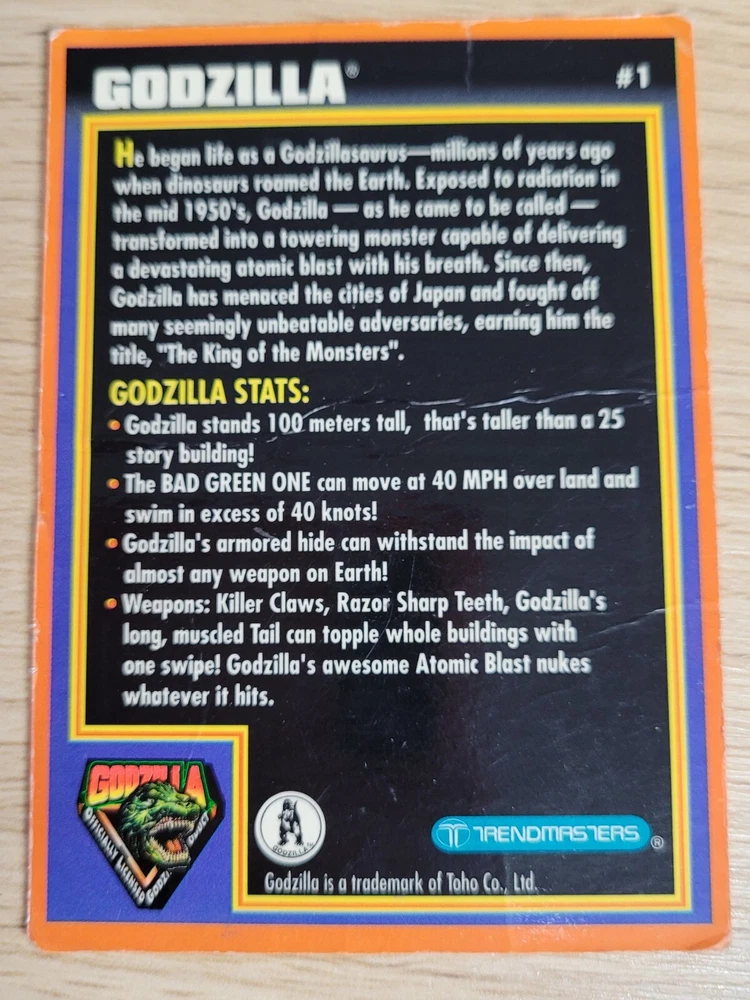 GODZILLA®
#1
He began life as a Godzillasaurus—millions of years ago
when dinosaurs roamed the Earth. Exposed to radiation in
the mid 1950's, Godzilla — as he came to be called —
transformed into a towering monster capable of delivering
a devastating atomic blast with his breath. Since then,
Godzilla has menaced the cities of Japan and fought off
many seemingly unbeatable adversaries, earning him the
title, "The King of the Monsters".
GODZILLA STATS:
• Godzilla stands 100 meters tall, that's taller than a 25
story building!
• The BAD GREEN ONE can move at 40 MPH over land and
swim in excess of 40 knots!
• Godzilla's armored hide can withstand the impact of
almost any weapon on Earth!
• Weapons: Killer Claws, Razor Sharp Teeth, Godzilla's
long, muscled Tail can topple whole buildings with
one swipe! Godzilla's awesome Atomic Blast nukes
whatever it hits.
GODZILLA
OFFICIALLY LICENSED
GODZILLA®
TRENDMASTERS®
Godzilla is a trademark of Toho Co., Ltd.